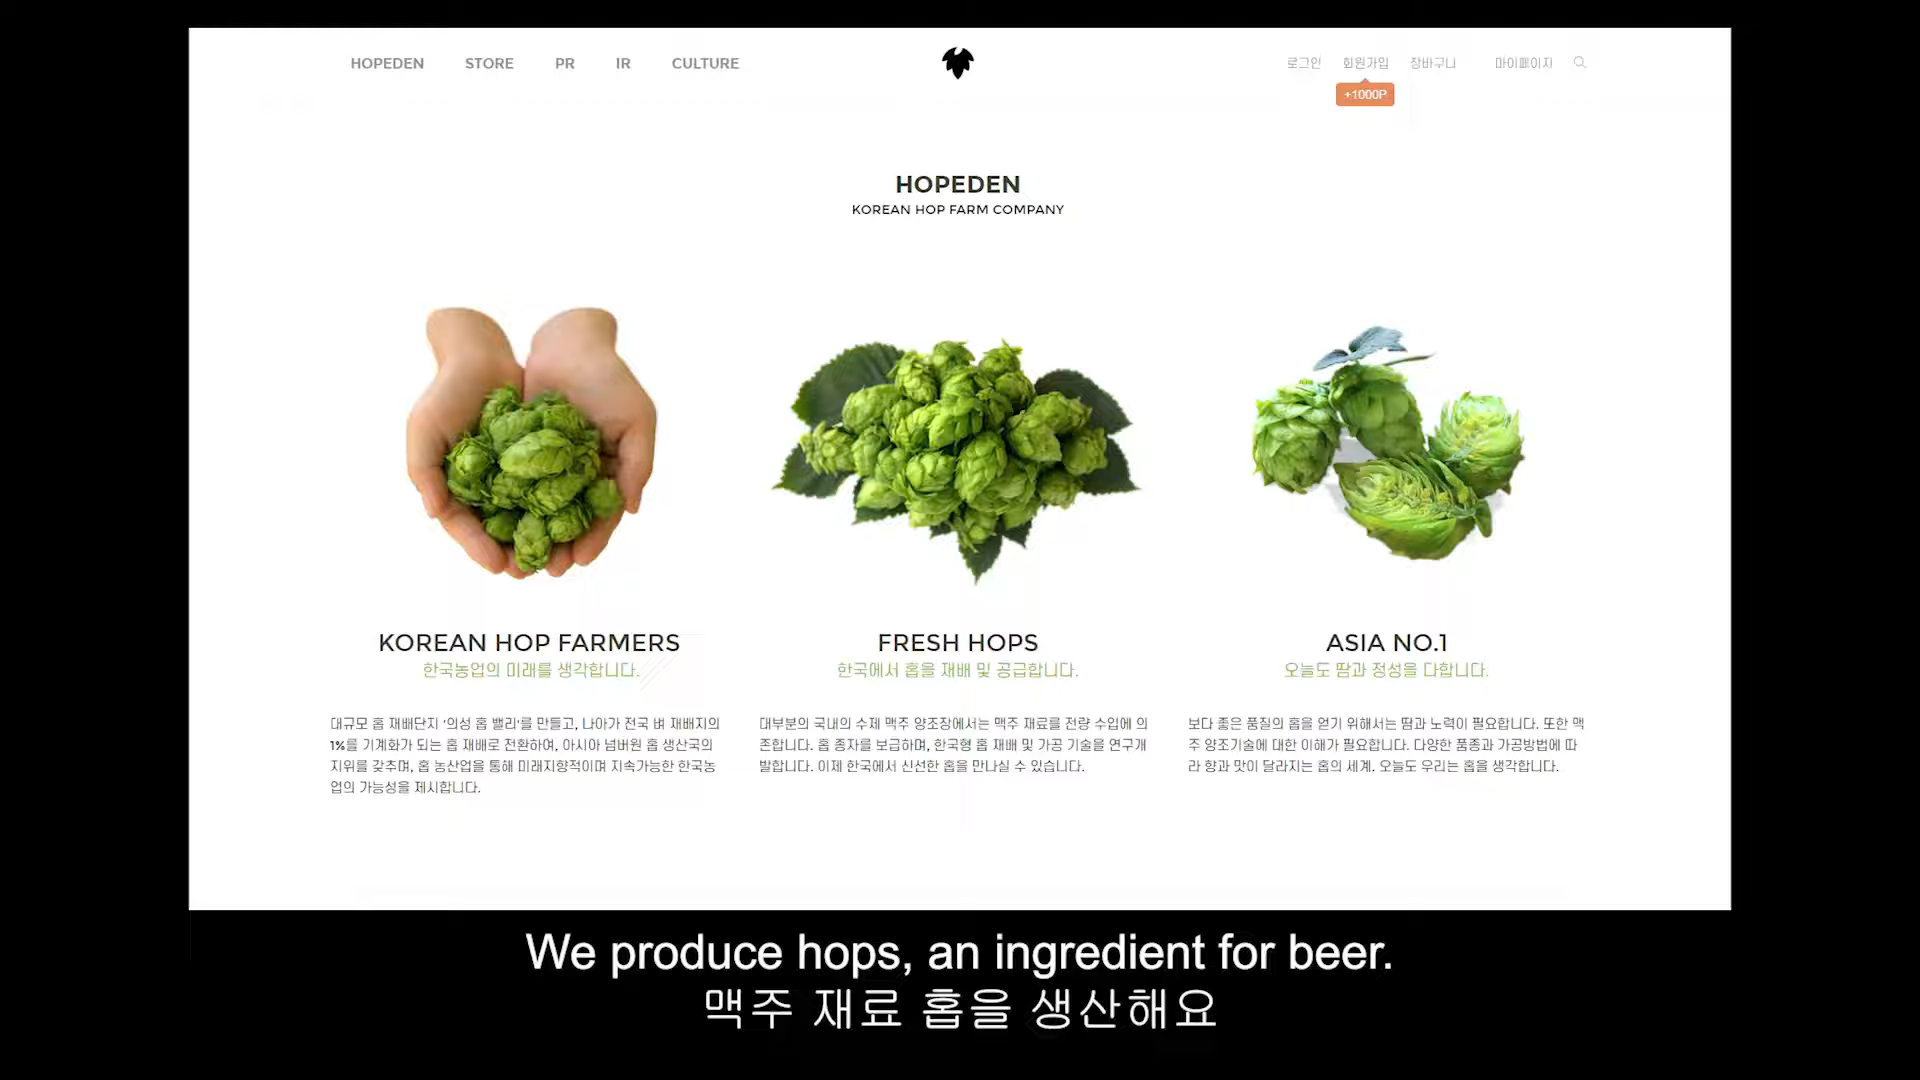 HOPEDEN STORE PR IR CULTURE 로그인 회원가입 장바구니 마이페이지
+1000P
HOPEDEN
KOREAN HOP FARM COMPANY
KOREAN HOP FARMERS
한국농업의 미래를 생각합니다.
대규모 홉 재배단지 '의성 홉 밸리'를 만들고, 나아가 전국 벼 재배지의
1%를 기계화가 되는 홉 재배로 전환하여, 아시아 넘버원 홉 생산국의
지위를 갖추며, 홉 농산업을 통해 미래지향적이며 지속가능한 한국농
업의 가능성을 제시합니다.
FRESH HOPS
한국에서 홉을 재배 및 공급합니다.
대부분의 국내의 수제 맥주 양조장에서는 맥주 재료를 전량 수입에 의
존합니다. 홉 종자를 보급하며, 한국형 홉 재배 및 가공 기술을 연구개
발합니다. 이제 한국에서 신선한 홉을 만나실 수 있습니다.
ASIA NO.1
오늘도 땀과 정성을 다합니다.
보다 좋은 품질의 홉을 얻기 위해서는 땀과 노력이 필요합니다. 또한 맥
주 양조기술에 대한 이해가 필요합니다. 다양한 품종과 가공방법에 따
라 향과 맛이 달라지는 홉의 세계. 오늘도 우리는 홉을 생각합니다.
We produce hops, an ingredient for beer.
맥주 재료 홉을 생산해요